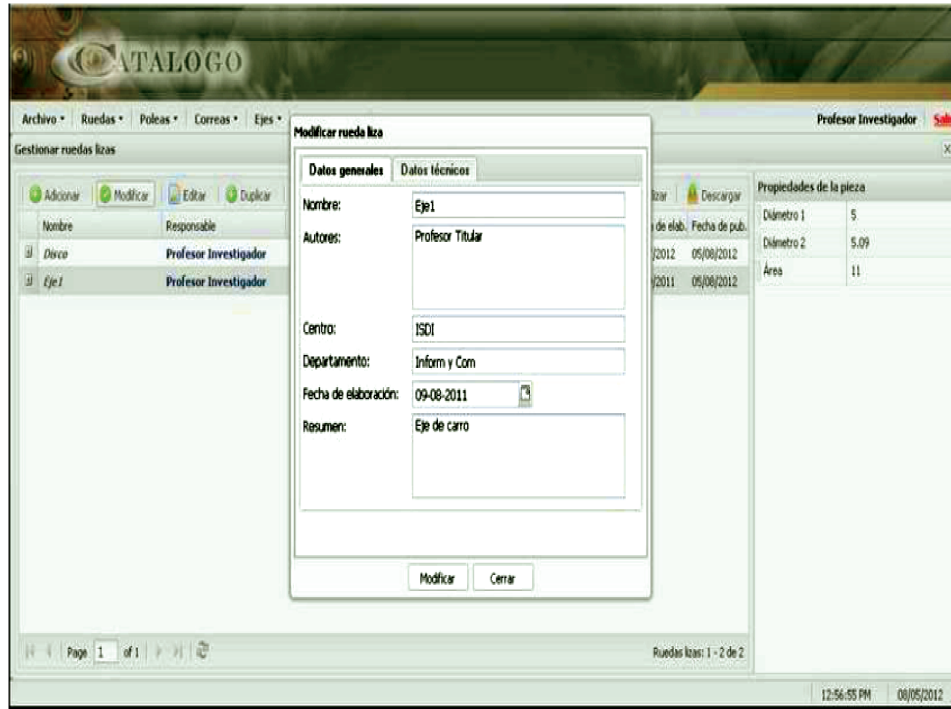 CATALOGO
Archivo Ruedas Poleas Correas Ejes
Profesor Investigador
Gestionar ruedas lizas
Adicionar Modificar Editar Duplicar
Descargar
Nombre Responsable
de elab. Fecha de pub.
Disco Profesor Investigador /2012 05/08/2012
Eje1 Profesor Investigador /2011 05/08/2012
Modificar rueda liza
Datos generales Datos técnicos
Nombre: Eje1
Autores: Profesor Titular
Centro: ISDI
Departamento: Inform y Com
Fecha de elaboración: 09-08-2011
Resumen: Eje de carro
Modificar Cerrar
Propiedades de la pieza
Diámetro 1 5
Diámetro 2 5.09
Área 11
Page 1 of 1
Ruedas lizas: 1 - 2 de 2
12:56:55 PM 08/05/2012